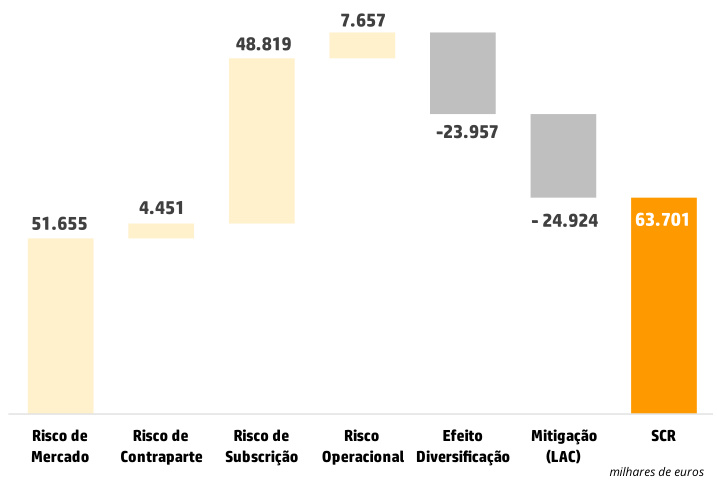 7.657
48.819
-23.957
4.451
51.655
- 24.924
63.701
Risco de
Mercado
Risco de
Contraparte
Risco de
Subscrição
Risco
Operacional
Efeito
Diversificação
Mitigação
(LAC)
SCR
milhares de euros